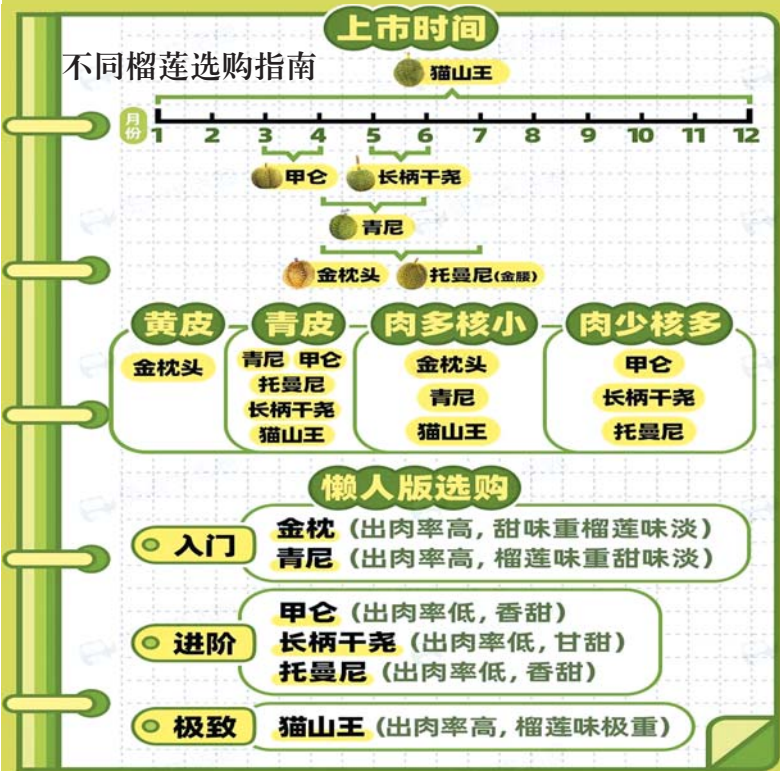 上市时间
不同榴莲选购指南
猫山王
月份
1 2 3 4 5 6 7 8 9 10 11 12
甲仑 长柄干尧
青尼
金枕头 托曼尼(金腰)
黄皮 青皮 肉多核小 肉少核多
金枕头
青尼 甲仑
托曼尼
长柄干尧
猫山王
金枕头
青尼
猫山王
甲仑
长柄干尧
托曼尼
懒人版选购
入门
金枕(出肉率高,甜味重榴莲味淡)
青尼(出肉率高,榴莲味重甜味淡)
进阶
甲仑(出肉率低,香甜)
长柄干尧(出肉率低,甘甜)
托曼尼(出肉率低,香甜)
极致
猫山王(出肉率高,榴莲味极重)